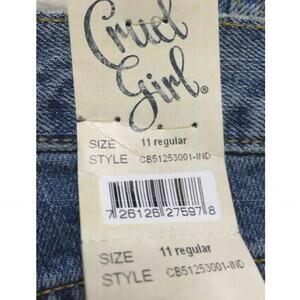 Cruel
Girl®
SIZE 11 regular
STYLE CB51253001-IND
7 26126 27597 8
SIZE 11 regular
STYLE CB51253001-IND